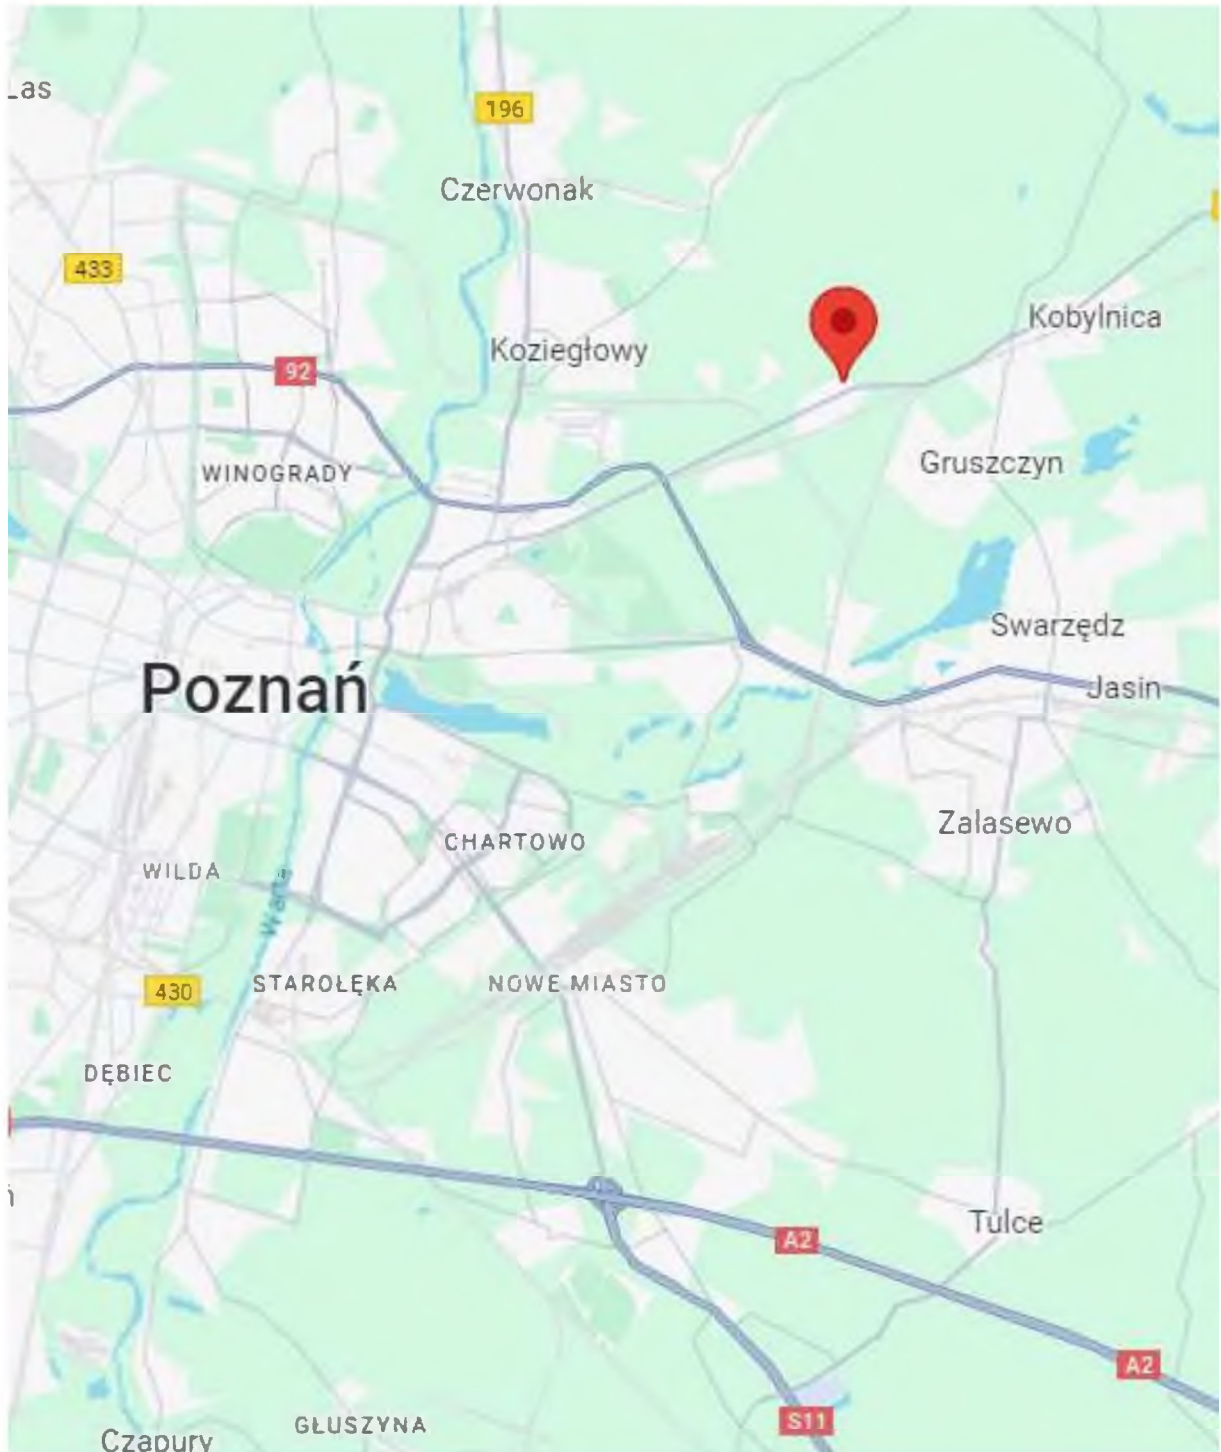 Las
196
Czerwonak
433
Kobylnica
Koziegłowy
92
Gruszczyn
WINOGRADY
Swarzędz
Poznań
Jasin
Zalasewo
CHARTOWO
WILDA
Warta
STAROŁĘKA
NOWE MIASTO
430
DĘBIEC
ń
Tulce
A2
A2
S11
GŁUSZYNA
Czapury